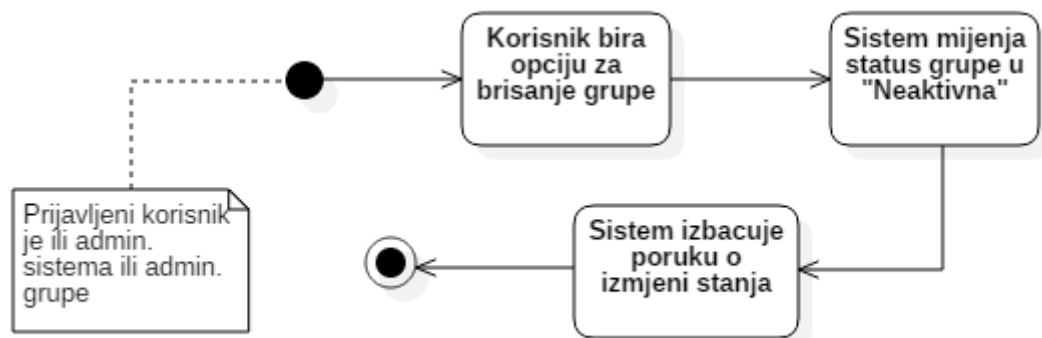 Korisnik bira
opciju za
brisanje grupe
Sistem mijenja
status grupe u
"Neaktivna"
Prijavljeni korisnik
je ili admin.
sistema ili admin.
grupe
Sistem izbacuje
poruku o
izmjeni stanja